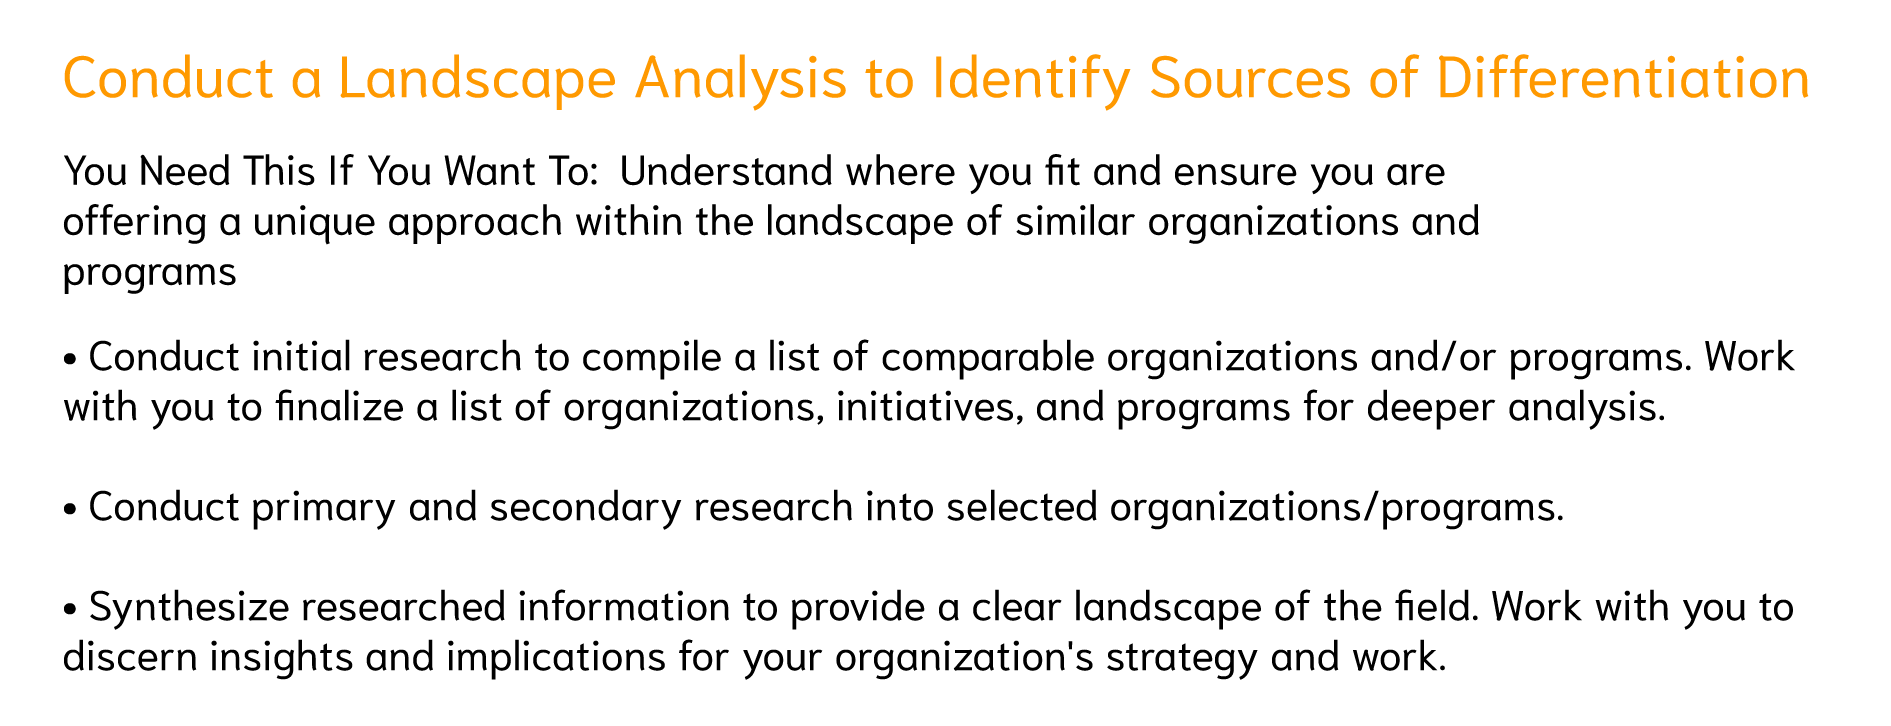 Conduct a Landscape Analysis to Identify Sources of Differentiation
You Need This If You Want To:  Understand where you fit and ensure you are
offering a unique approach within the landscape of similar organizations and
programs
• Conduct initial research to compile a list of comparable organizations and/or programs. Work
with you to finalize a list of organizations, initiatives, and programs for deeper analysis.
• Conduct primary and secondary research into selected organizations/programs.
• Synthesize researched information to provide a clear landscape of the field. Work with you to
discern insights and implications for your organization's strategy and work.